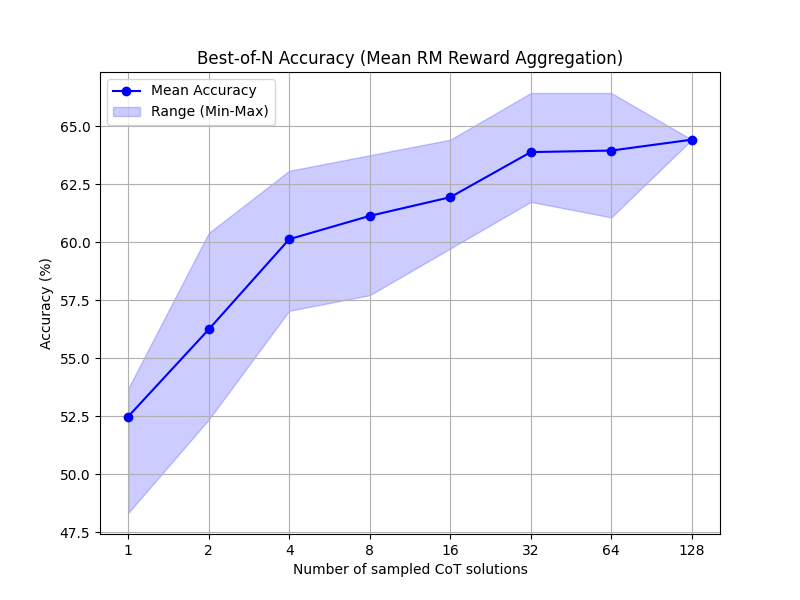 Best-of-N Accuracy (Mean RM Reward Aggregation)
Mean Accuracy
Range (Min-Max)
65.0
62.5
60.0
57.5
55.0
52.5
50.0
47.5
Accuracy (%)
1 2 4 8 16 32 64 128
Number of sampled CoT solutions